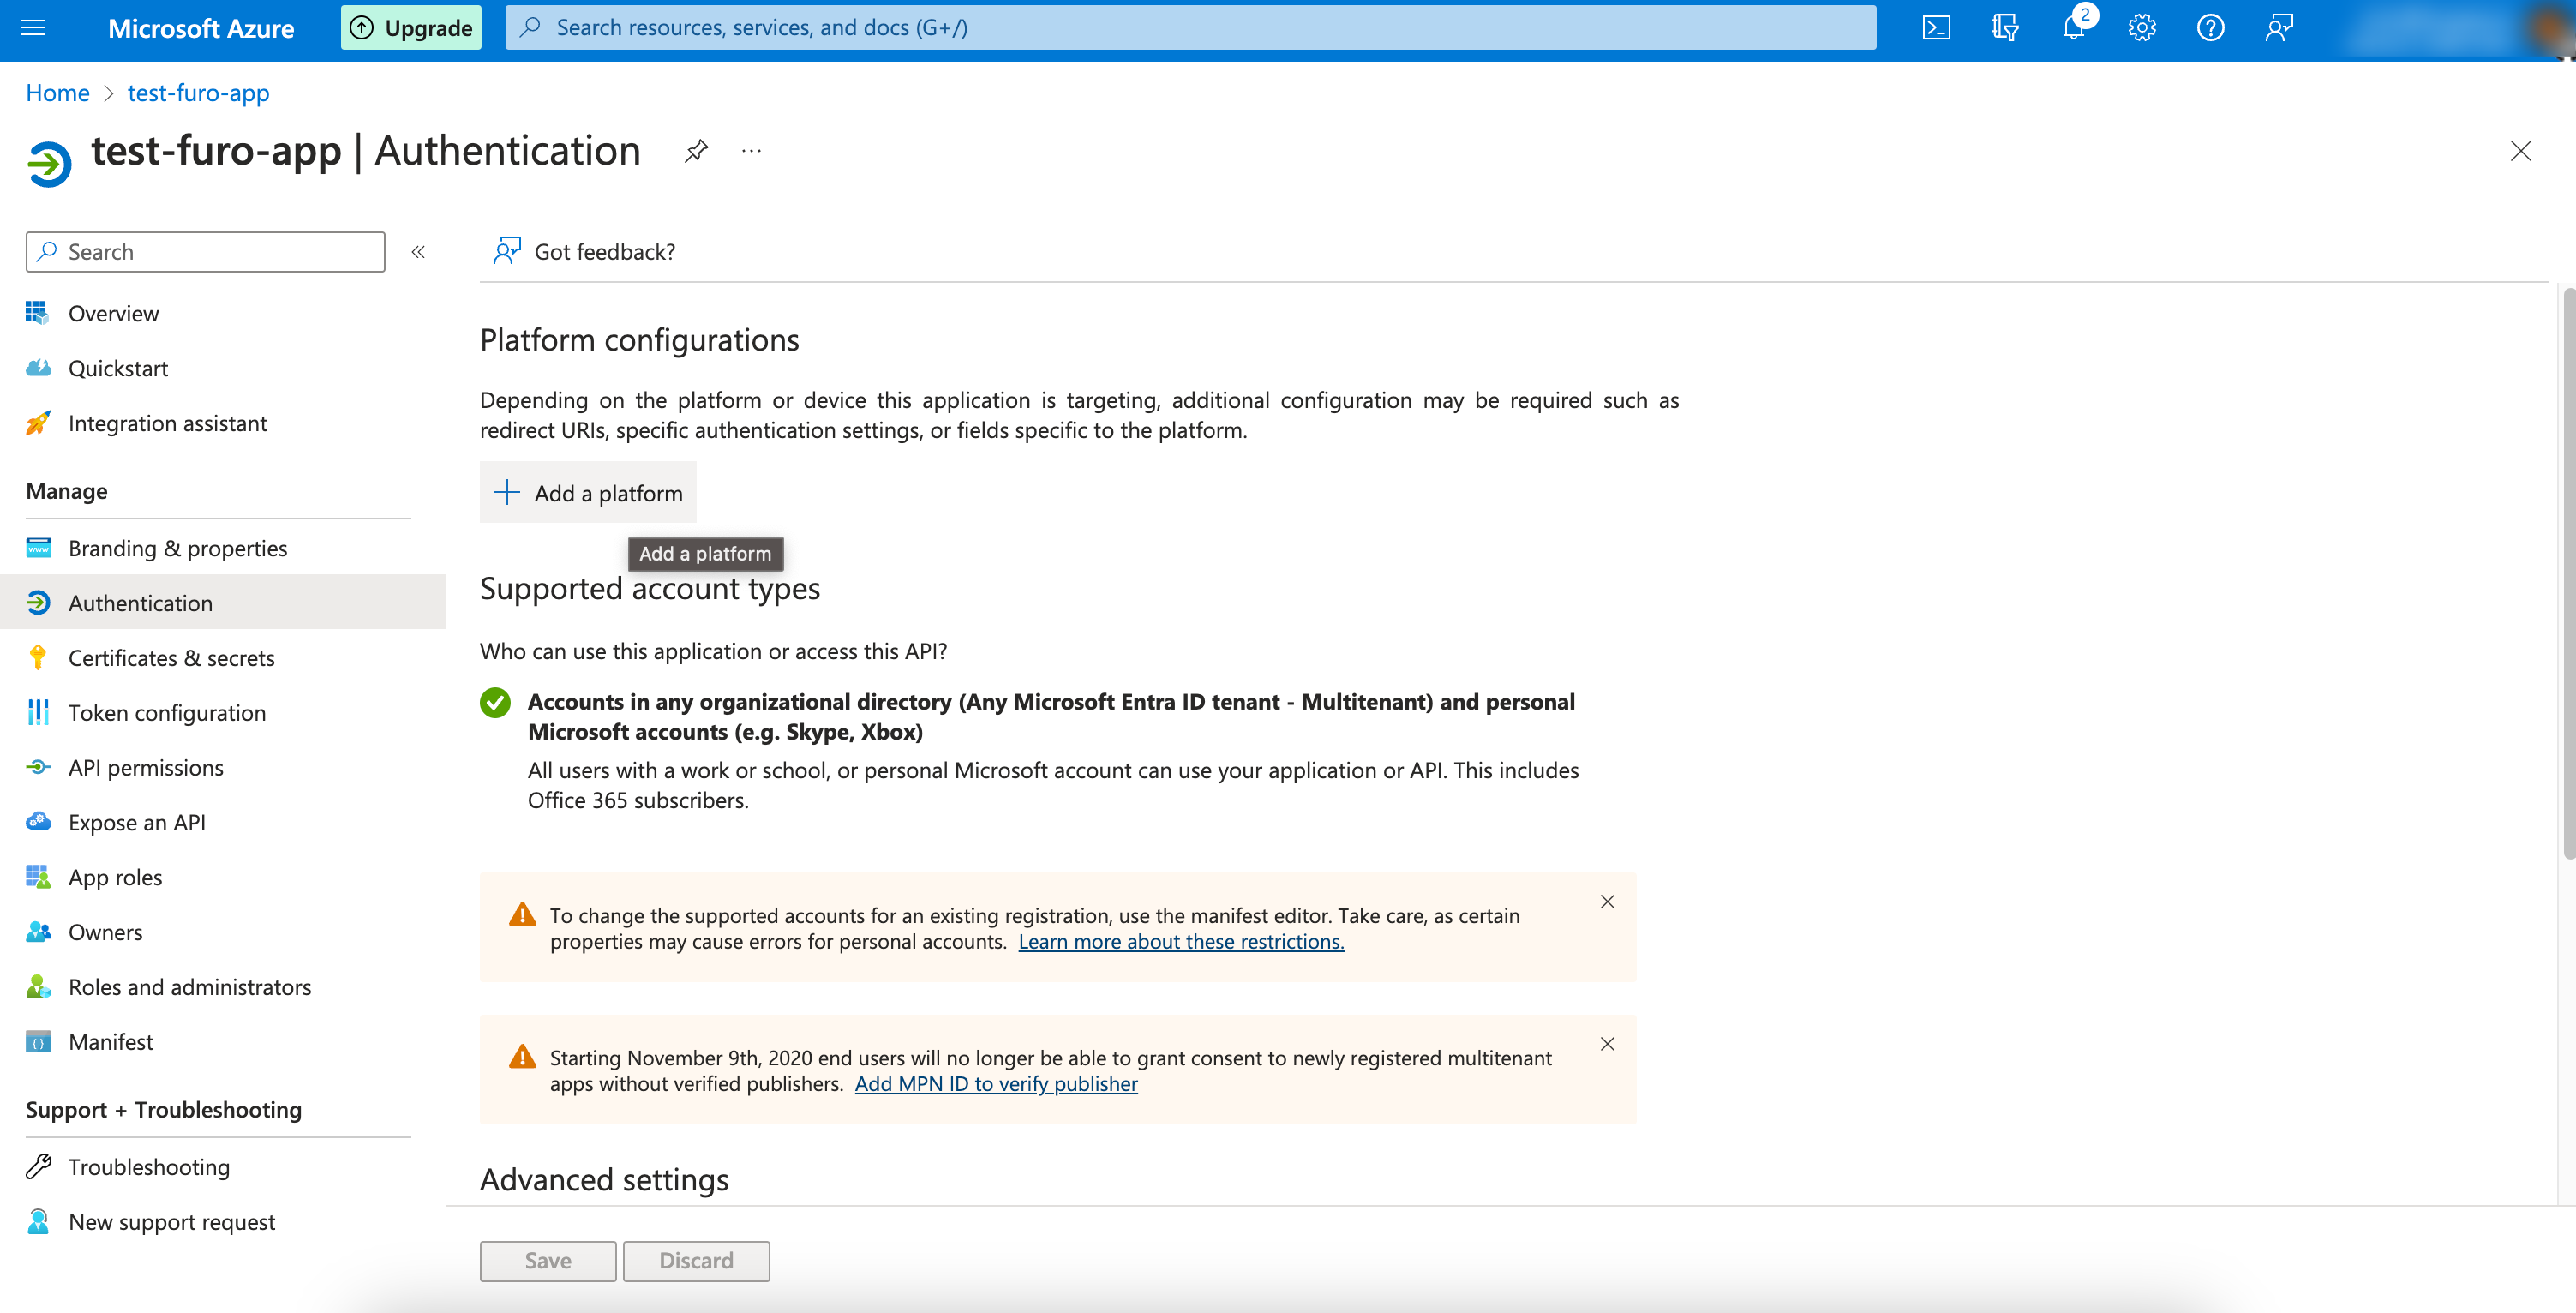 Microsoft Azure
Upgrade
Search resources, services, and docs (G+/)
2
Home > test-furo-app
test-furo-app | Authentication
Search
Got feedback?
Overview
Quickstart
Integration assistant
Manage
Branding & properties
Authentication
Certificates & secrets
Token configuration
API permissions
Expose an API
App roles
Owners
Roles and administrators
Manifest
Support + Troubleshooting
Troubleshooting
New support request
Platform configurations
Depending on the platform or device this application is targeting, additional configuration may be required such as
redirect URIs, specific authentication settings, or fields specific to the platform.
Add a platform
Add a platform
Supported account types
Who can use this application or access this API?
Accounts in any organizational directory (Any Microsoft Entra ID tenant - Multitenant) and personal
Microsoft accounts (e.g. Skype, Xbox)
All users with a work or school, or personal Microsoft account can use your application or API. This includes
Office 365 subscribers.
To change the supported accounts for an existing registration, use the manifest editor. Take care, as certain
properties may cause errors for personal accounts. Learn more about these restrictions.
Starting November 9th, 2020 end users will no longer be able to grant consent to newly registered multitenant
apps without verified publishers. Add MPN ID to verify publisher
Advanced settings
Save
Discard